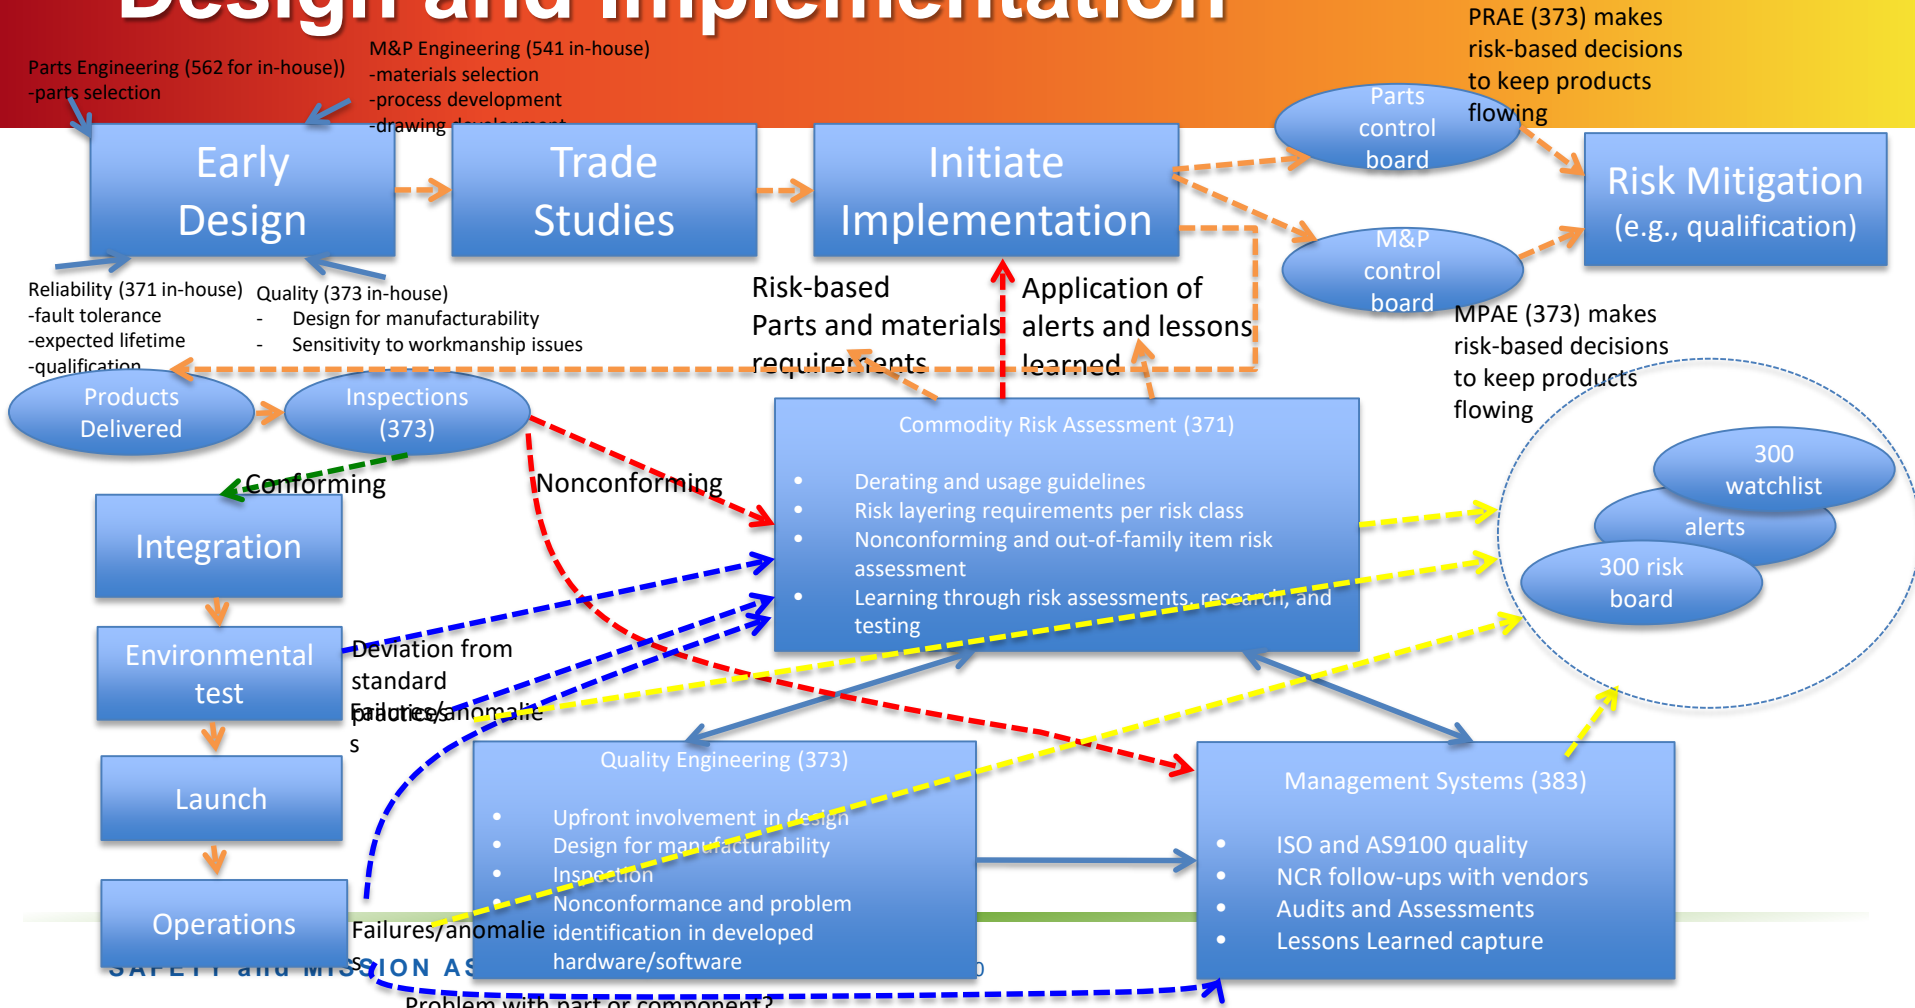 Design and Implementation
Parts Engineering (562 for in-house))
-parts selection
M&P Engineering (541 in-house)
-materials selection
-process development
-drawing development
PRAE (373) makes
risk-based decisions
to keep products
flowing
Early
Design
Trade
Studies
Initiate
Implementation
Parts
control
board
M&P
control
board
Risk Mitigation
(e.g., qualification)
Reliability (371 in-house)
-fault tolerance
-expected lifetime
-qualification
Quality (373 in-house)
- Design for manufacturability
- Sensitivity to workmanship issues
Risk-based
Parts and materials
requirements
Application of
alerts and lessons
learned
MPAE (373) makes
risk-based decisions
to keep products
flowing
Products
Delivered
Inspections
(373)
Conforming
Nonconforming
Commodity Risk Assessment (371)
• Derating and usage guidelines
• Risk layering requirements per risk class
• Nonconforming and out-of-family item risk
assessment
• Learning through risk assessments, research, and
testing
300
watchlist
alerts
300 risk
board
Integration
Environmental
test
Launch
Operations
Deviation from
standard
practices
Failures/anomalie
s
Quality Engineering (373)
• Upfront involvement in design
• Design for manufacturability
• Inspection
• Nonconformance and problem
identification in developed
hardware/software
Management Systems (383)
• ISO and AS9100 quality
• NCR follow-ups with vendors
• Audits and Assessments
• Lessons Learned capture
Failures/anomalie
s
SAFETY and MISSION AS
0
Problem with part or component?